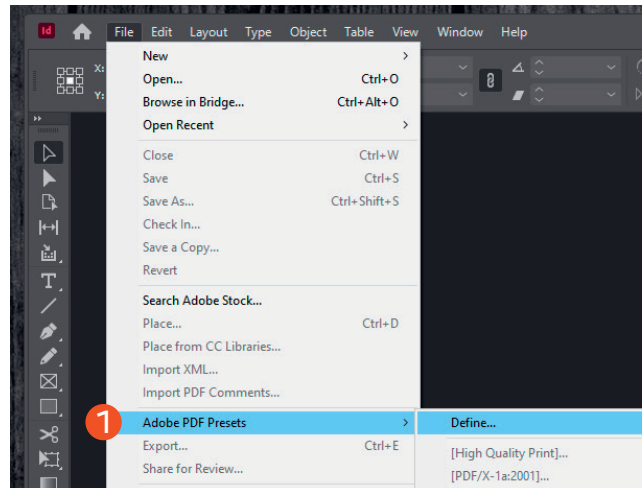 Id File Edit Layout Type Object Table View Window Help
X:
Y:
New
Open... Ctrl+O
Browse in Bridge... Ctrl+Alt+O
Open Recent
Close Ctrl+W
Save Ctrl+S
Save As... Ctrl+Shift+S
Check In...
Save a Copy...
Revert
Search Adobe Stock...
Place... Ctrl+D
Place from CC Libraries...
Import XML...
Import PDF Comments...
1 Adobe PDF Presets Define...
Export... Ctrl+E [High Quality Print]...
Share for Review... [PDF/X-1a:2001]...